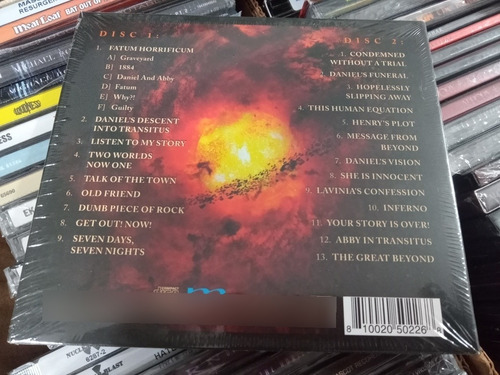 DISC 1:
1. FATUM HORRIFICUM
A) Graveyard
B) 1884
C) Daniel And Abby
D) Fatum
E) Why?!
F) Guilty
2. DANIEL'S DESCENT
INTO TRANSITUS
3. LISTEN TO MY STORY
4. TWO WORLDS
NOW ONE
5. TALK OF THE TOWN
6. OLD FRIEND
7. DUMB PIECE OF ROCK
8. GET OUT! NOW!
9. SEVEN DAYS,
SEVEN NIGHTS
DISC 2:
1. CONDEMNED
WITHOUT A TRIAL
2. DANIEL'S FUNERAL
3. HOPELESSLY
SLIPPING AWAY
4. THIS HUMAN EQUATION
5. HENRY'S PLOT
6. MESSAGE FROM
BEYOND
7. DANIEL'S VISION
8. SHE IS INNOCENT
9. LAVINIA'S CONFESSION
10. INFERNO
11. YOUR STORY IS OVER!
12. ABBY IN TRANSITUS
13. THE GREAT BEYOND
8 10020 50226
Meat Loaf
BAT OUT OF